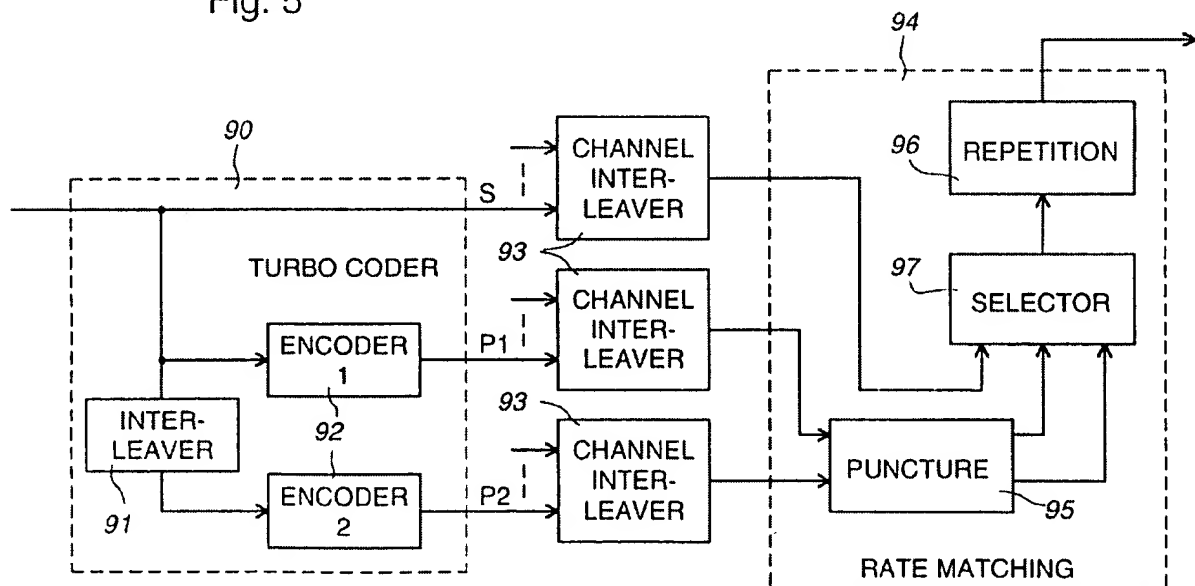 Fig. 5
94
90
CHANNEL
INTER-
LEAVER
96
REPETITION
S
93
97
SELECTOR
TURBO CODER
CHANNEL
INTER-
LEAVER
ENCODER
1
P1
92
93
INTER-
LEAVER
91
CHANNEL
INTER-
LEAVER
PUNCTURE
95
ENCODER
2
P2
RATE MATCHING